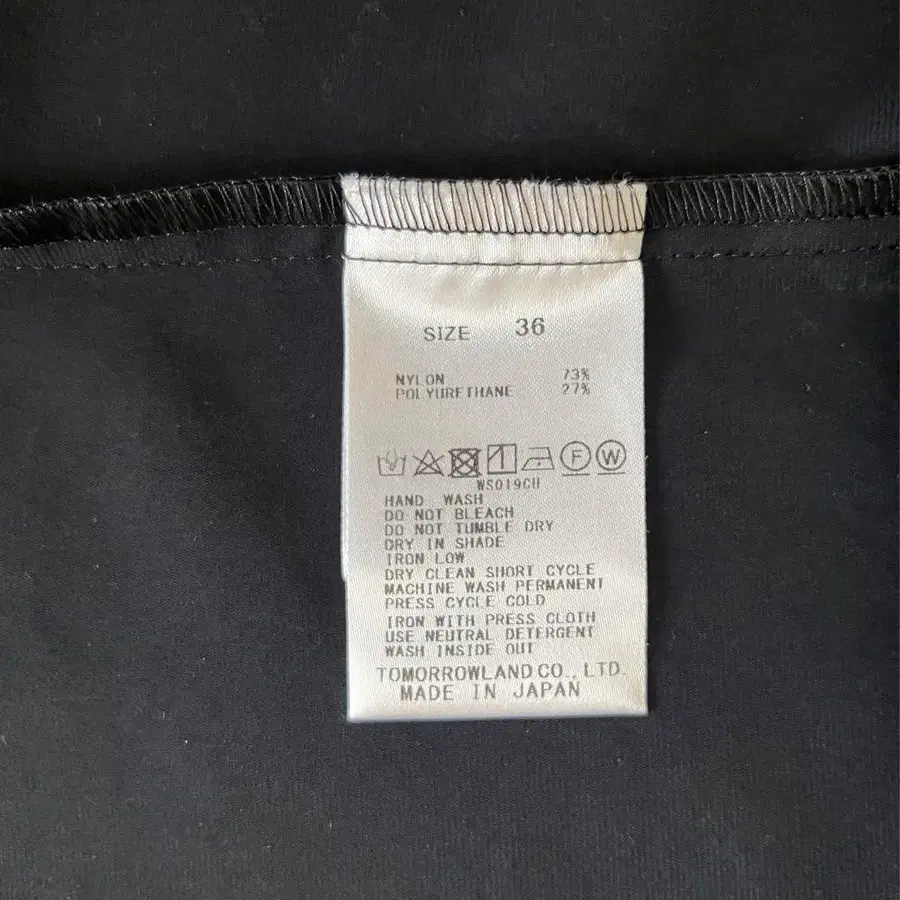 SIZE 36
NYLON 73%
POLYURETHANE 27%
F W
WS019CU
HAND WASH
DO NOT BLEACH
DO NOT TUMBLE DRY
DRY IN SHADE
IRON LOW
DRY CLEAN SHORT CYCLE
MACHINE WASH PERMANENT
PRESS CYCLE COLD
IRON WITH PRESS CLOTH
USE NEUTRAL DETERGENT
WASH INSIDE OUT
TOMORROWLAND CO., LTD.
MADE IN JAPAN